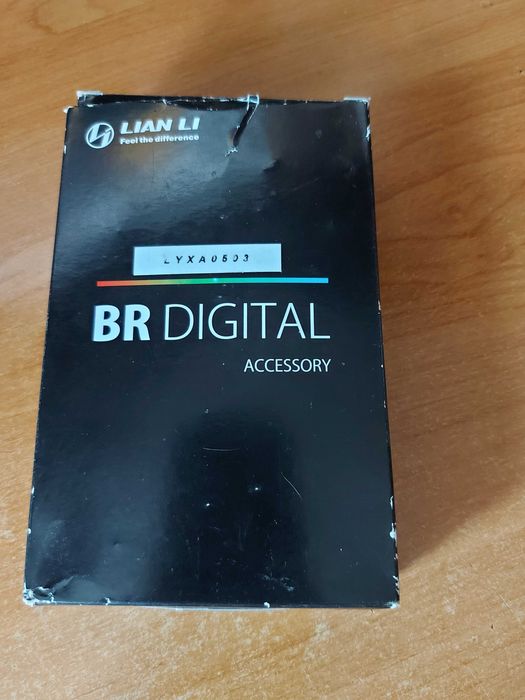 LIAN LI
Feel the difference
LYXA0503
BR DIGITAL
ACCESSORY